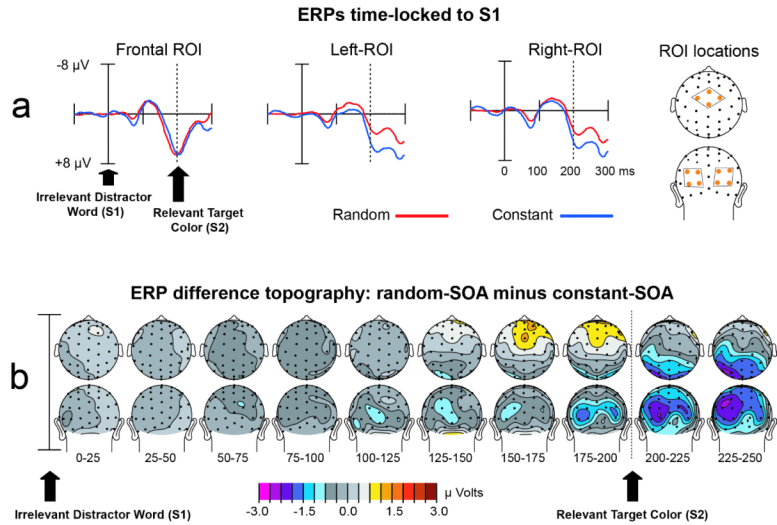 ERPs time-locked to S1
Frontal ROI
Left-ROI
Right-ROI
ROI locations
a
-8 µV
+8 µV
0 100 200 300 ms
Irrelevant Distractor
Word (S1)
Relevant Target
Color (S2)
Random
Constant
ERP difference topography: random-SOA minus constant-SOA
b
0-25 25-50 50-75 75-100 100-125 125-150 150-175 175-200 200-225 225-250
Irrelevant Distractor Word (S1)
-3.0 -1.5 0 1.5 3.0
µ Volts
Relevant Target Color (S2)